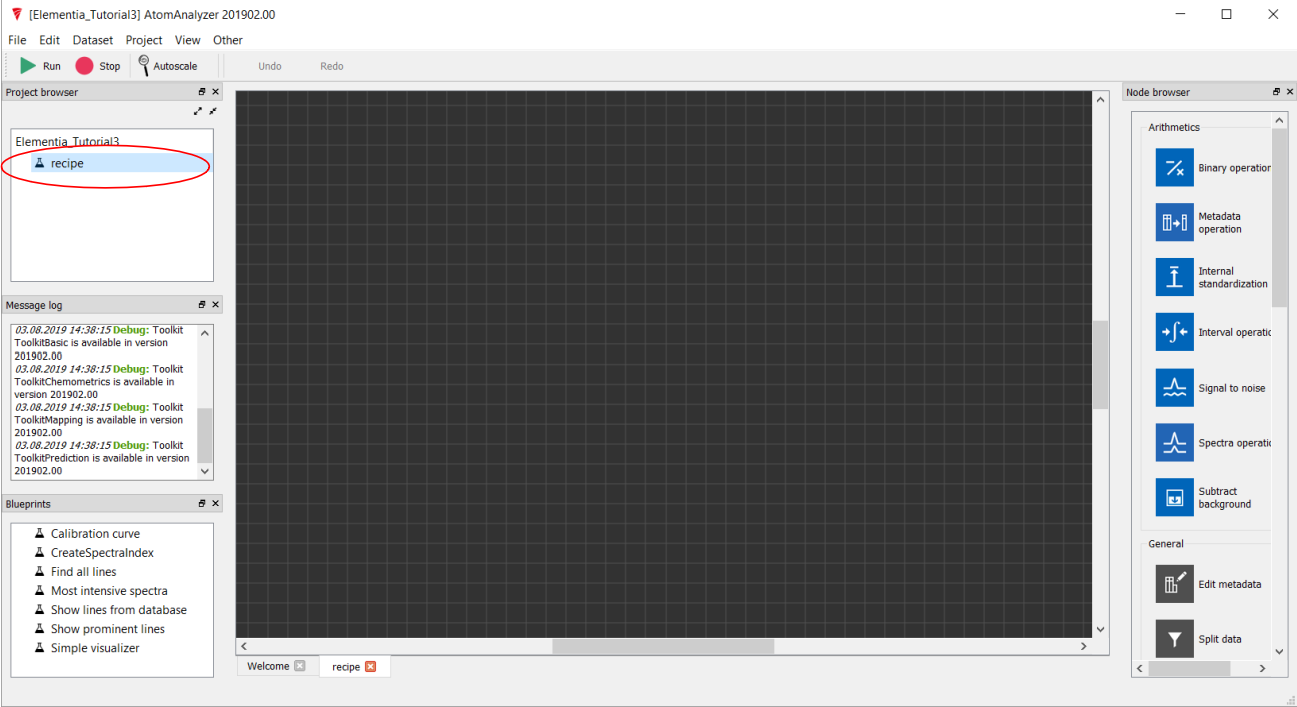 [Elementia_Tutorial3] AtomAnalyzer 201902.00
File Edit Dataset Project View Other
Run Stop Autoscale Undo Redo
Project browser
Elementia_Tutorial3
recipe
Message log
03.08.2019 14:38:15 Debug: Toolkit
ToolkitBasic is available in version
201902.00
03.08.2019 14:38:15 Debug: Toolkit
ToolkitChemometrics is available in
version 201902.00
03.08.2019 14:38:15 Debug: Toolkit
ToolkitMapping is available in version
201902.00
03.08.2019 14:38:15 Debug: Toolkit
ToolkitPrediction is available in version
201902.00
Blueprints
Calibration curve
CreateSpectraIndex
Find all lines
Most intensive spectra
Show lines from database
Show prominent lines
Simple visualizer
Welcome
recipe
Node browser
Arithmetics
Binary operation
Metadata
operation
Internal
standardization
Interval operatic
Signal to noise
Spectra operatic
Subtract
background
General
Edit metadata
Split data